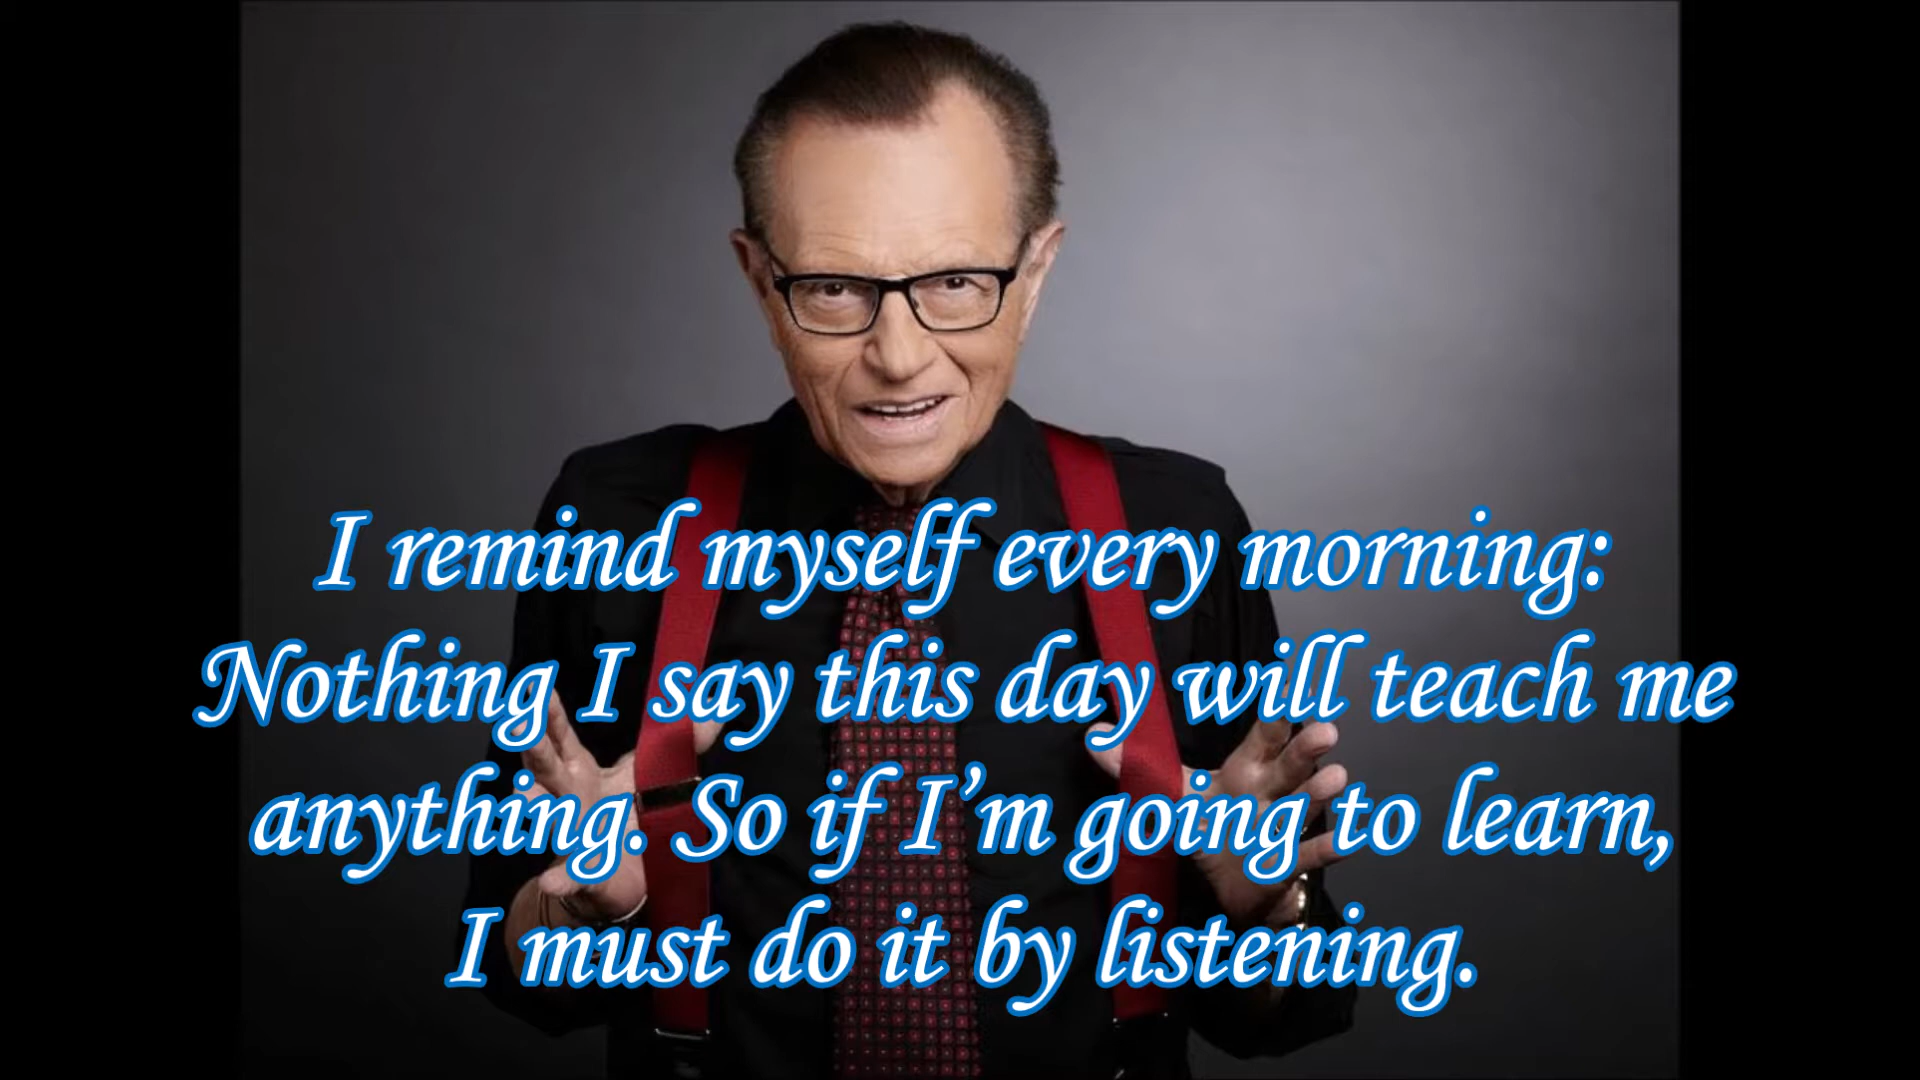 I remind myself every morning:
Nothing I say this day will teach me
anything. So if I’m going to learn,
I must do it by listening.